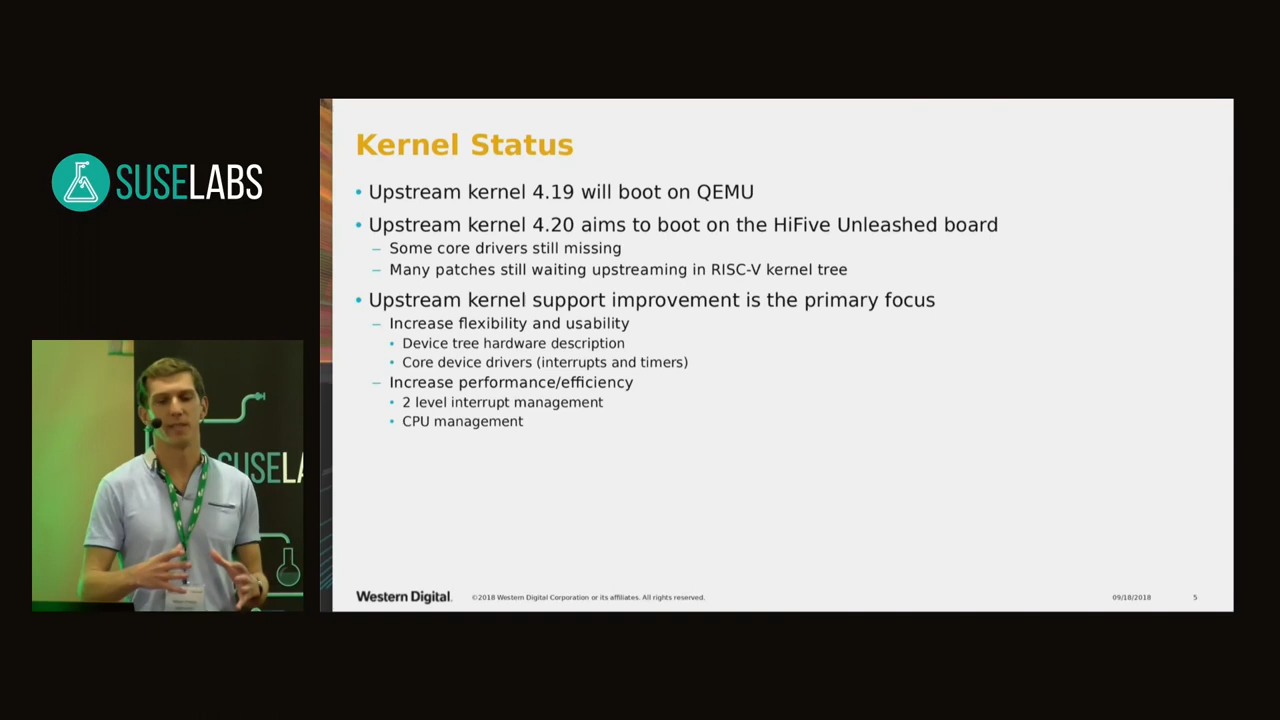 SUSELABS
Kernel Status
• Upstream kernel 4.19 will boot on QEMU
• Upstream kernel 4.20 aims to boot on the HiFive Unleashed board
– Some core drivers still missing
– Many patches still waiting upstreaming in RISC-V kernel tree
• Upstream kernel support improvement is the primary focus
– Increase flexibility and usability
• Device tree hardware description
• Core device drivers (interrupts and timers)
– Increase performance/efficiency
• 2 level interrupt management
• CPU management
SUSELA
Western Digital. ©2018 Western Digital Corporation or its affiliates. All rights reserved. 09/18/2018 5